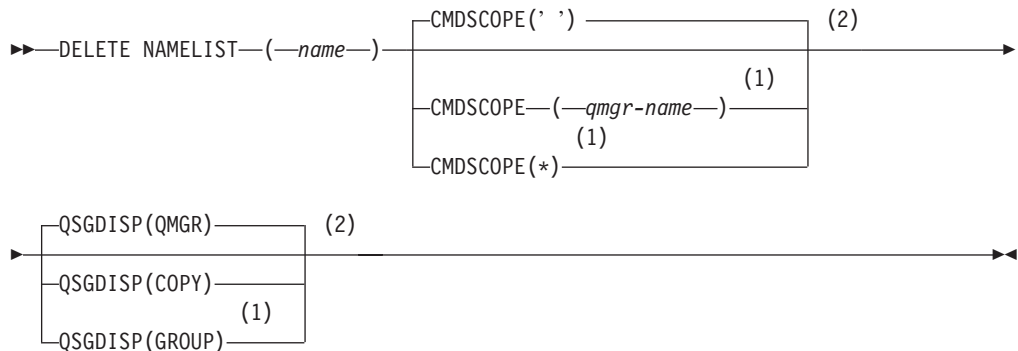 CMDSCOPE(' ') (2)
DELETE NAMELIST ( name )
(1)
CMDSCOPE ( qmgr-name )
(1)
CMDSCOPE(*)
QSGDISP(QMGR) (2)
QSGDISP(COPY)
(1)
QSGDISP(GROUP)